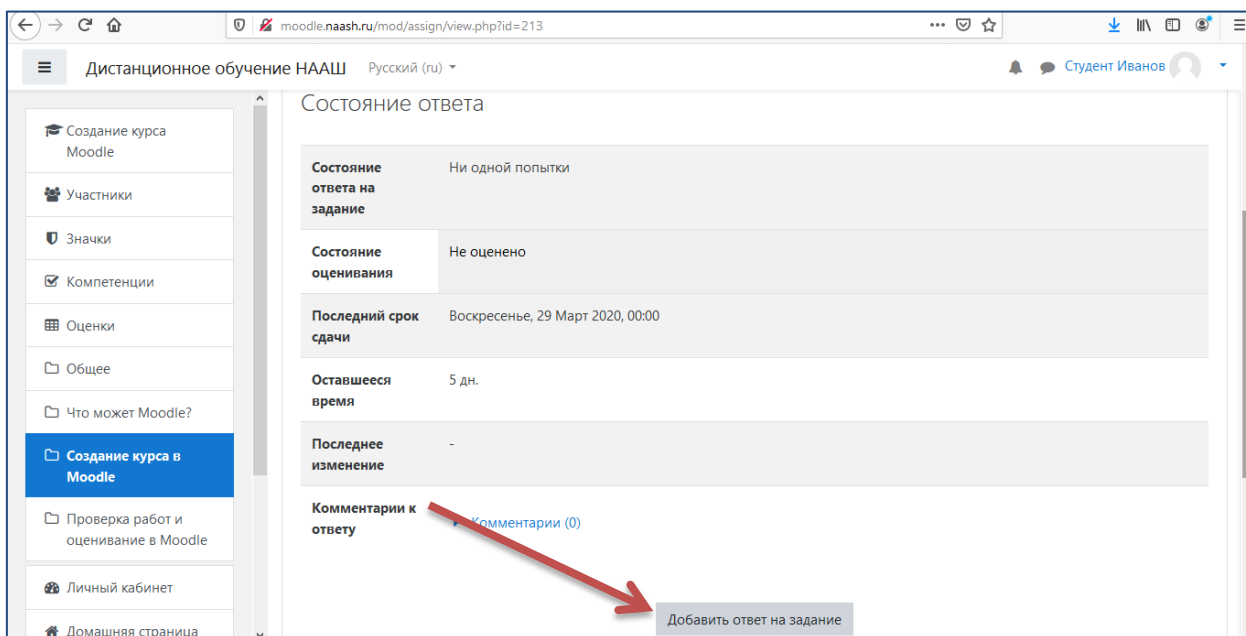 moodle.naash.ru/mod/assign/view.php?id=213
Дистанционное обучение НААШ Русский (ru)
Студент Иванов
Создание курса
Moodle
Участники
Значки
Компетенции
Оценки
Общее
Что может Moodle?
Создание курса в
Moodle
Проверка работ и
оценивание в Moodle
Личный кабинет
Домашняя страница
Состояние ответа
Состояние
ответа на
задание
Ни одной попытки
Состояние
оценивания
Не оценено
Последний срок
сдачи
Воскресенье, 29 Март 2020, 00:00
Оставшееся
время
5 дн.
Последнее
изменение
-
Комментарии к
ответу
Комментарии (0)
Добавить ответ на задание